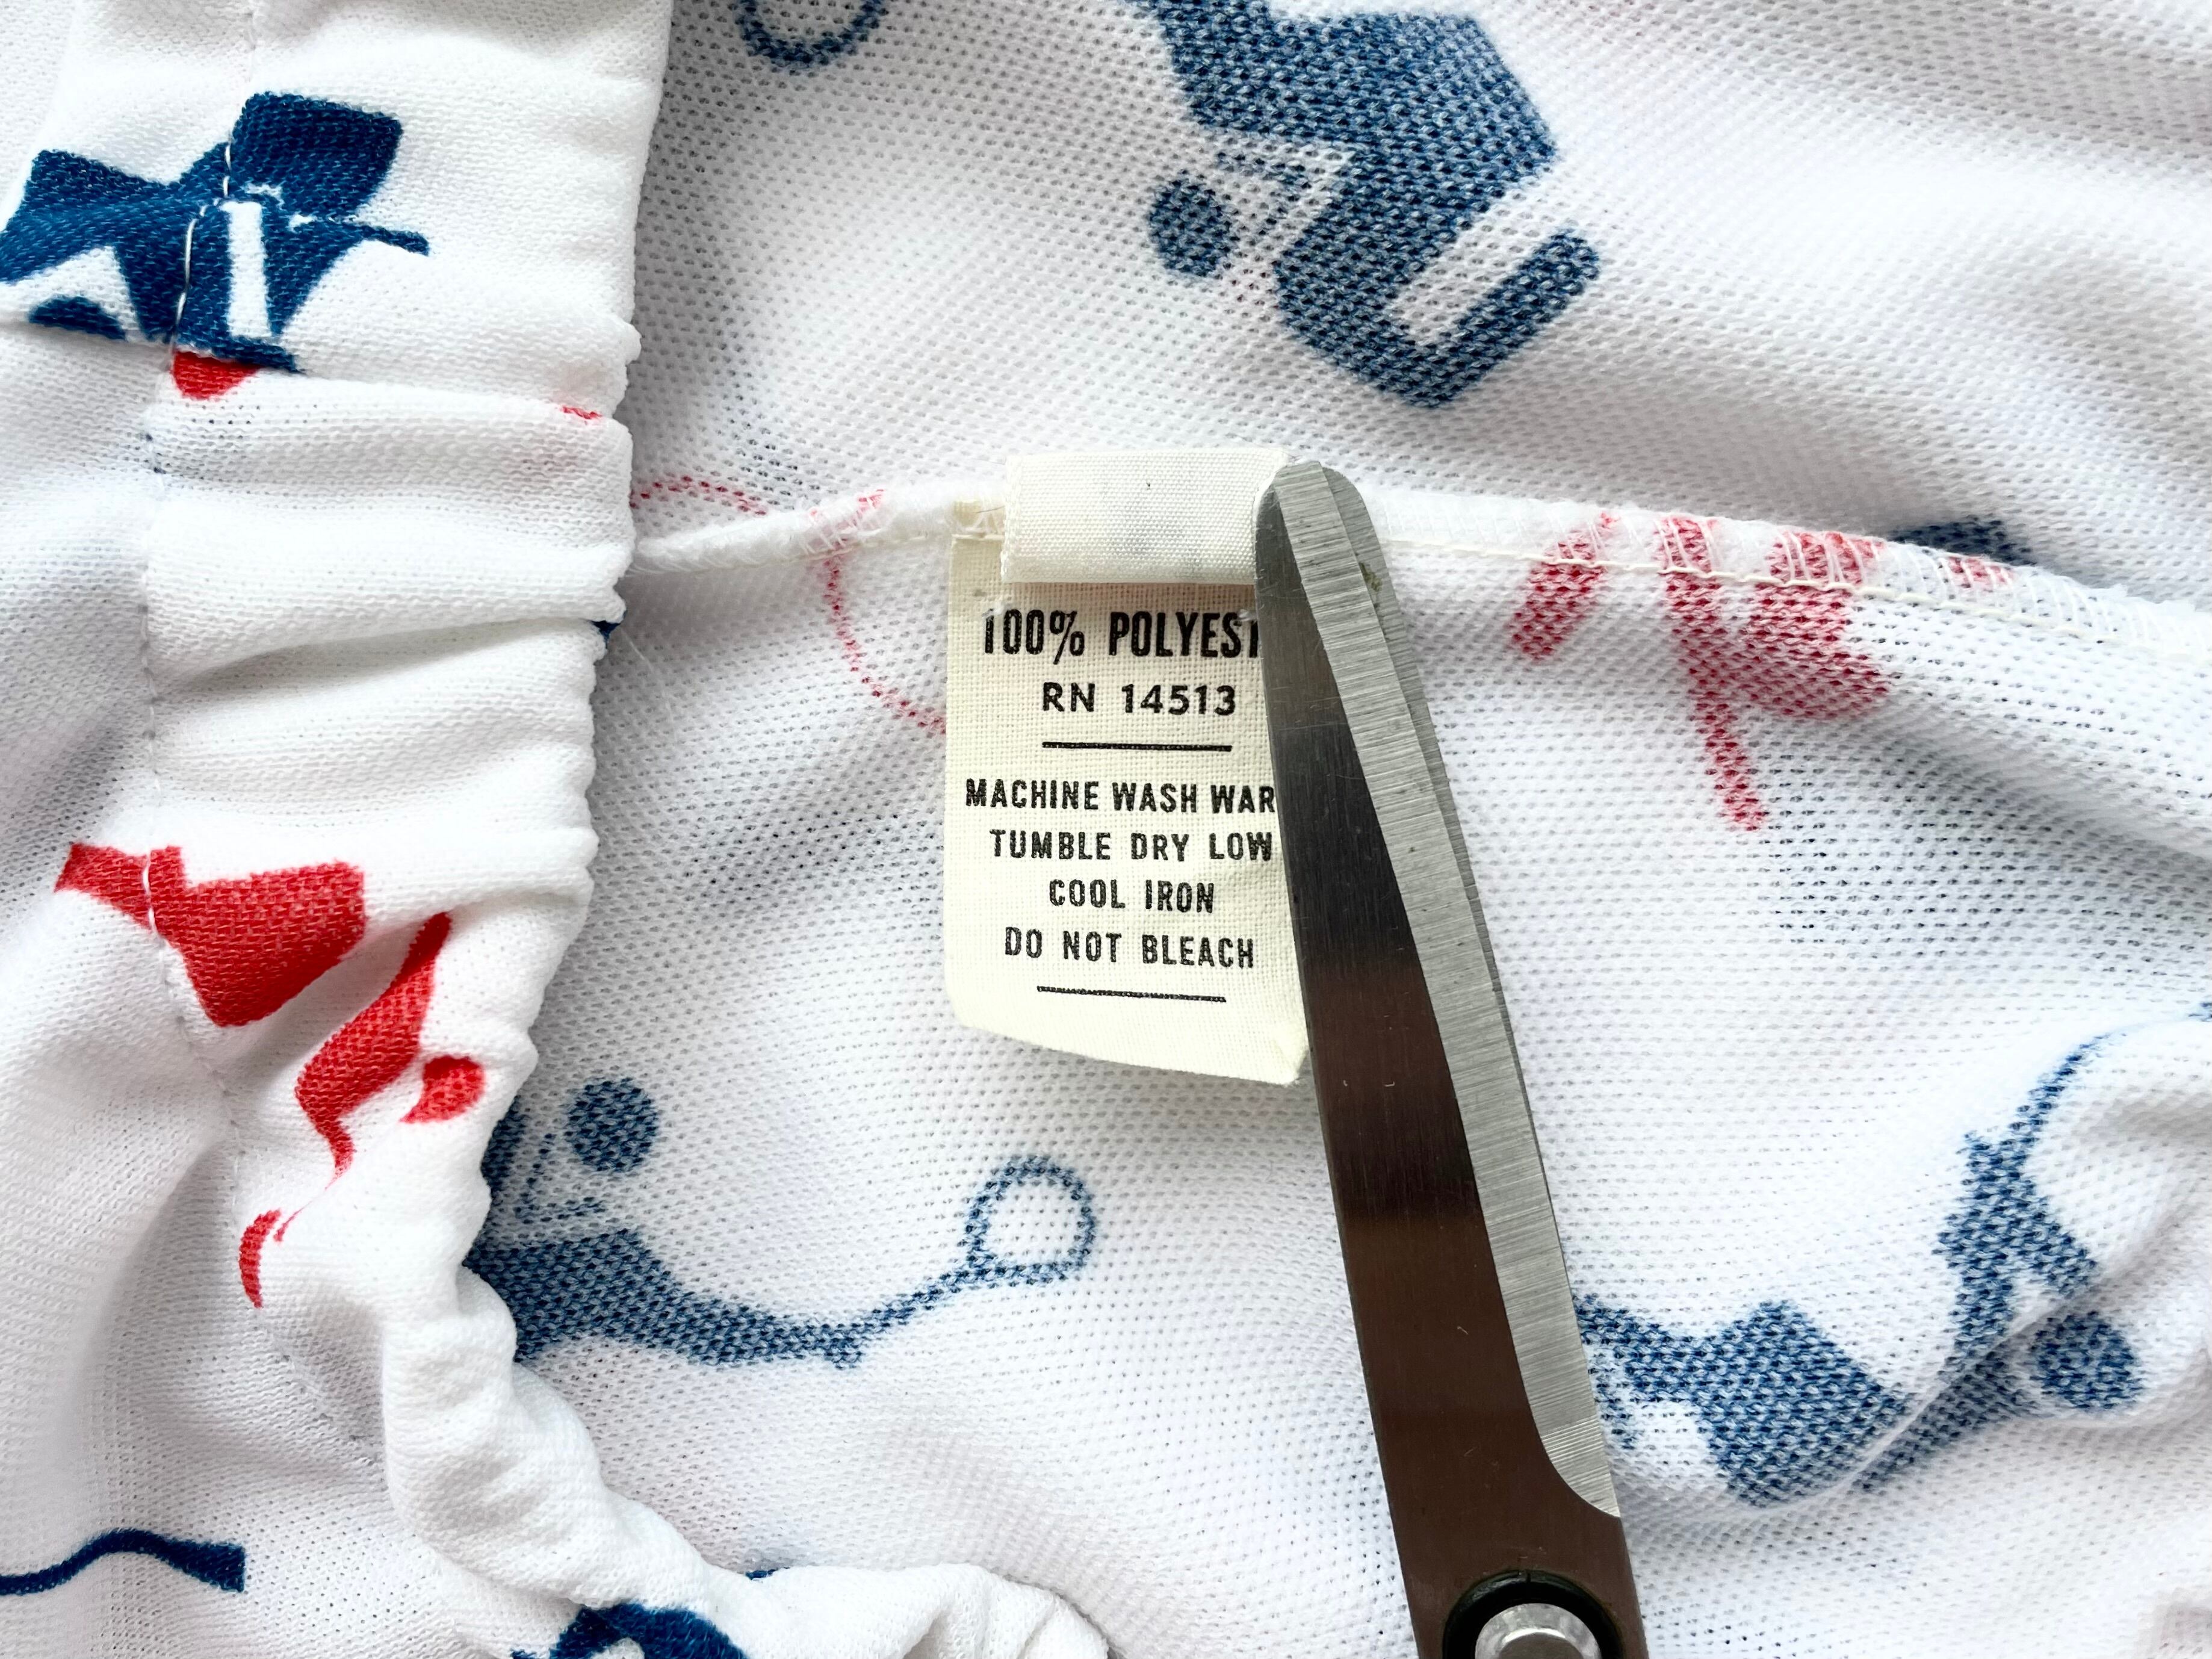 100% POLYEST
RN 14513
MACHINE WASH WAR
TUMBLE DRY LOW
COOL IRON
DO NOT BLEACH